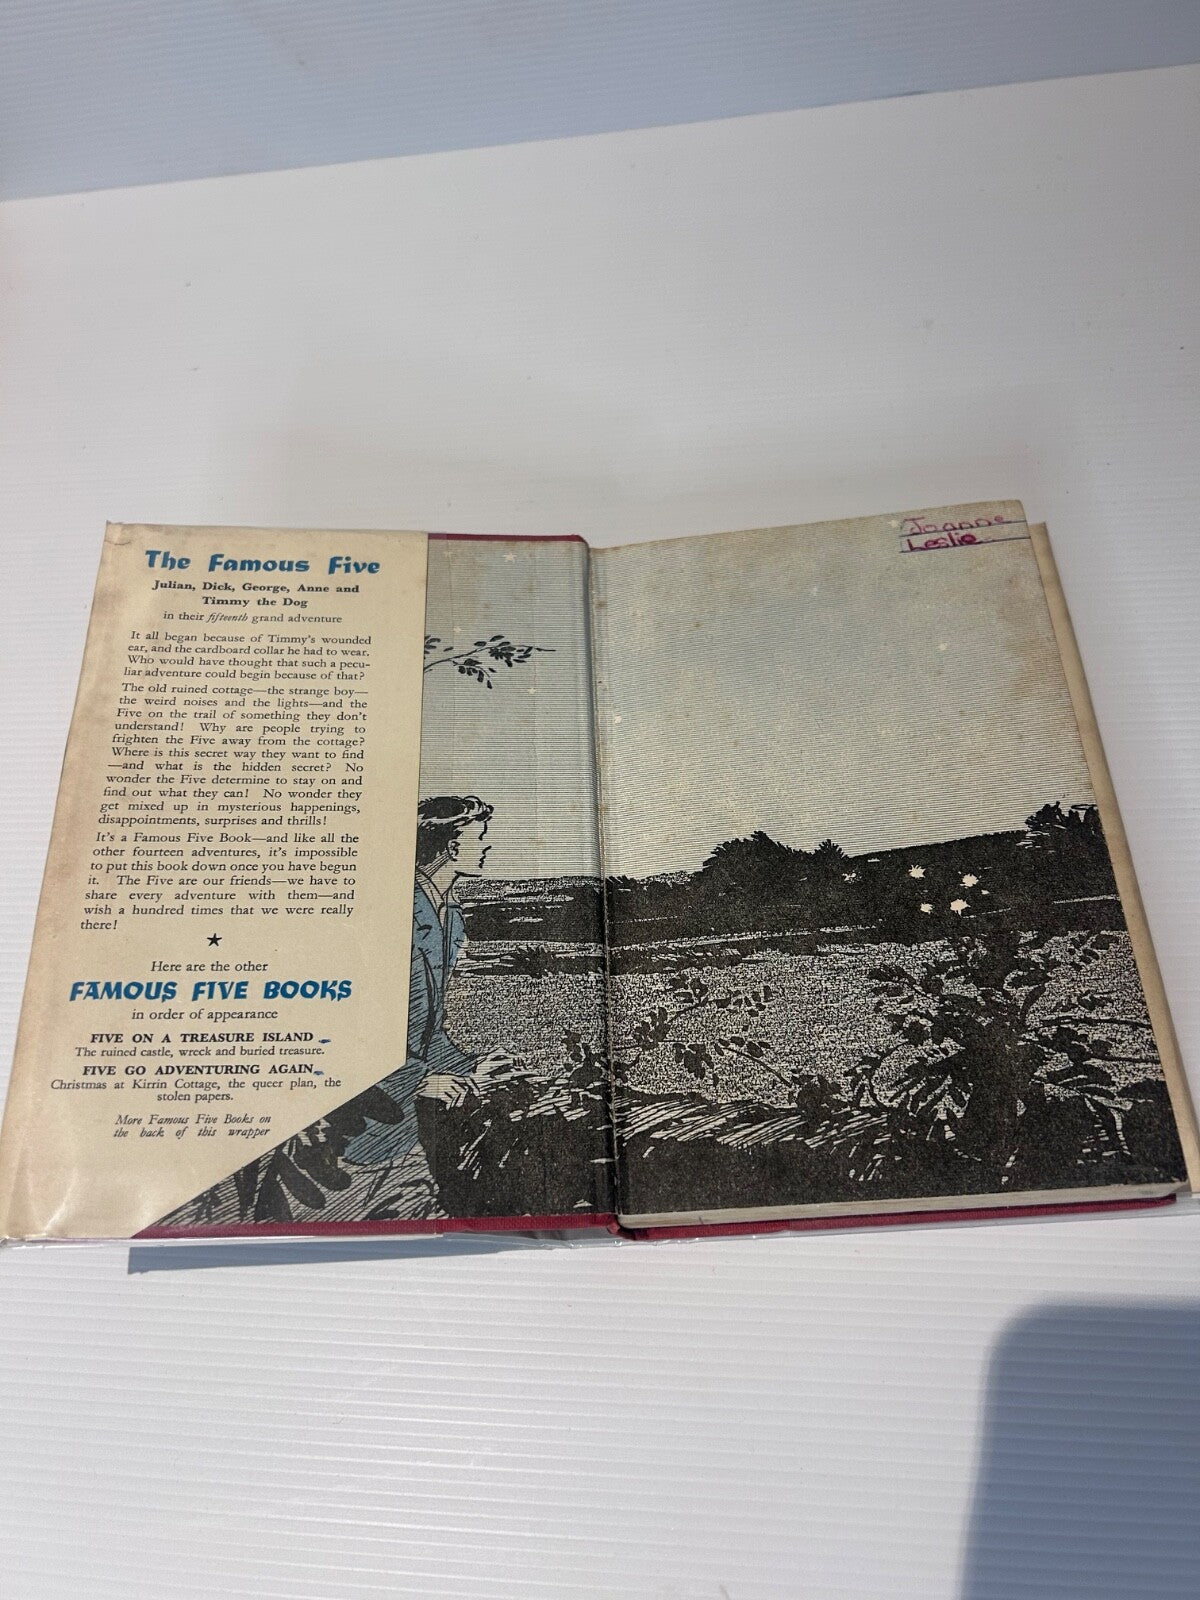 The Famous Five
Julian, Dick, George, Anne and
Timmy the Dog
in their fifteenth grand adventure
It all began because of Timmy's wounded
ear, and the cardboard collar he had to wear.
Who would have thought that such a pecu-
liar adventure could begin because of that?
The old ruined cottage—the strange boy—
the weird noises and the lights—and the
Five on the trail of something they don't
understand! Why are people trying to
frighten the Five away from the cottage?
Where is this secret way they want to find
—and what is the hidden secret? No
wonder the Five determine to stay on and
find out what they can! No wonder they
get mixed up in mysterious happenings,
disappointments, surprises and thrills!
It's a Famous Five Book—and like all the
other fourteen adventures, it's impossible
to put this book down once you have begun
it. The Five are our friends—we have to
share every adventure with them—and
wish a hundred times that we were really
there!
★
Here are the other
FAMOUS FIVE BOOKS
in order of appearance
FIVE ON A TREASURE ISLAND
The ruined castle, wreck and buried treasure.
FIVE GO ADVENTURING AGAIN
Christmas at Kirrin Cottage, the queer plan, the
stolen papers.
More Famous Five Books on
the back of this wrapper
Joanne
Leslie